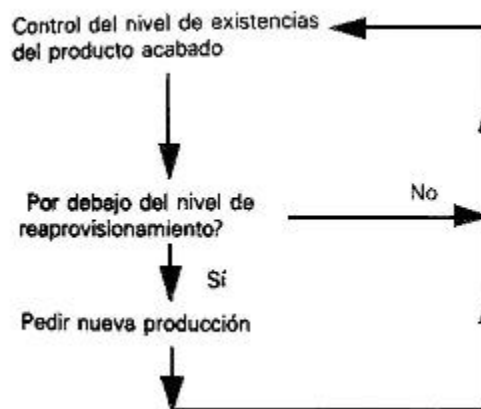 Control del nivel de existencias
del producto acabado
Por debajo del nivel de
reaprovisionamiento?
No
Sí
Pedir nueva producción